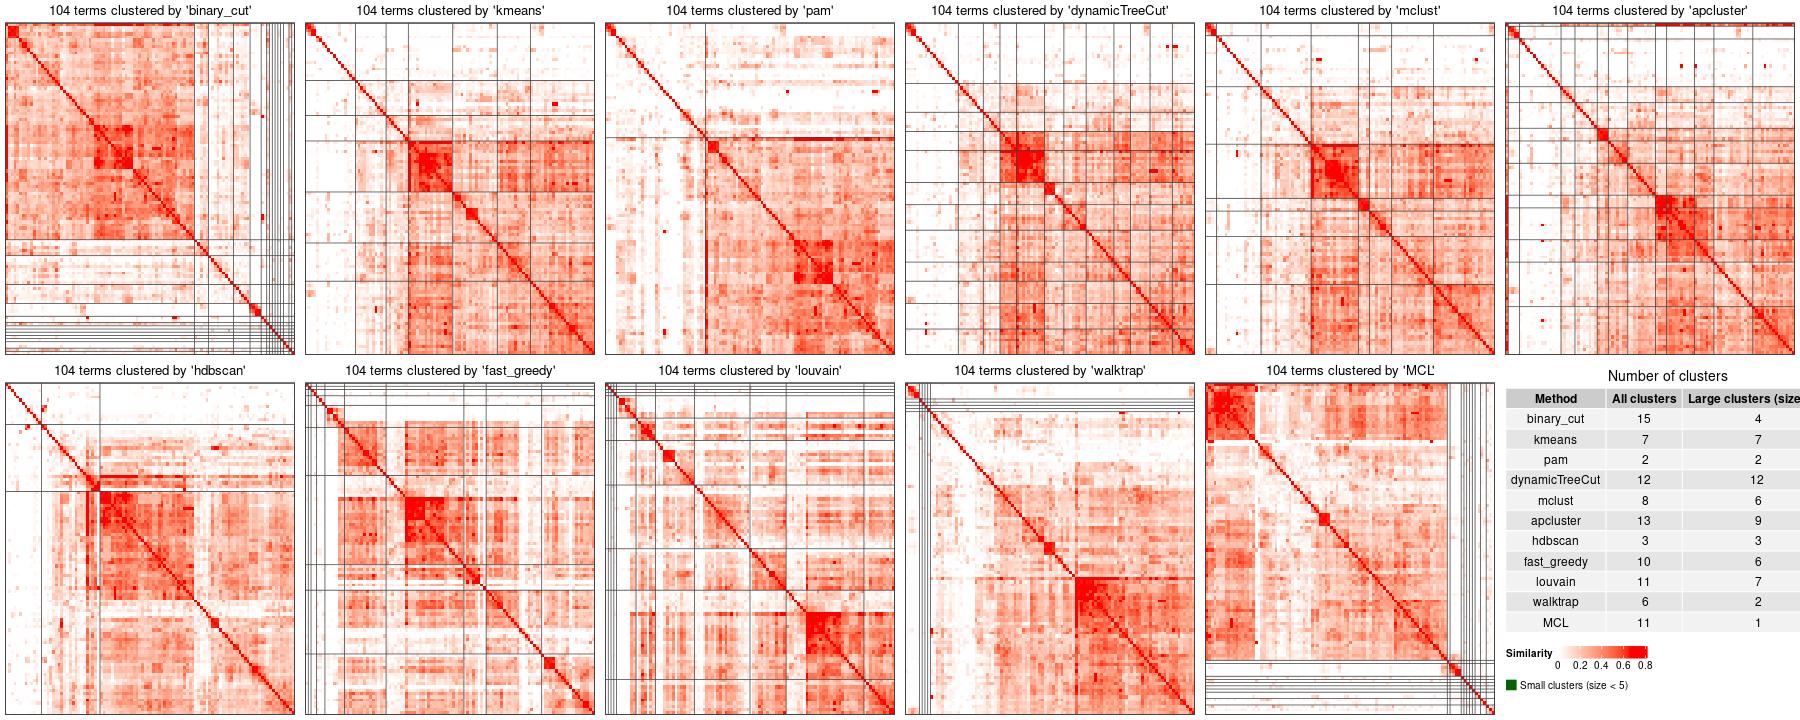 104 terms clustered by 'binary_cut'
104 terms clustered by 'kmeans'
104 terms clustered by 'pam'
104 terms clustered by 'dynamicTreeCut'
104 terms clustered by 'mclust'
104 terms clustered by 'apcluster'
104 terms clustered by 'hdbscan'
104 terms clustered by 'fast_greedy'
104 terms clustered by 'louvain'
104 terms clustered by 'walktrap'
104 terms clustered by 'MCL'
Number of clusters
Method All clusters Large clusters (size
binary_cut 15 4
kmeans 7 7
pam 2 2
dynamicTreeCut 12 12
mclust 8 6
apcluster 13 9
hdbscan 3 3
fast_greedy 10 6
louvain 11 7
walktrap 6 2
MCL 11 1
Similarity
0 0.2 0.4 0.6 0.8
Small clusters (size < 5)